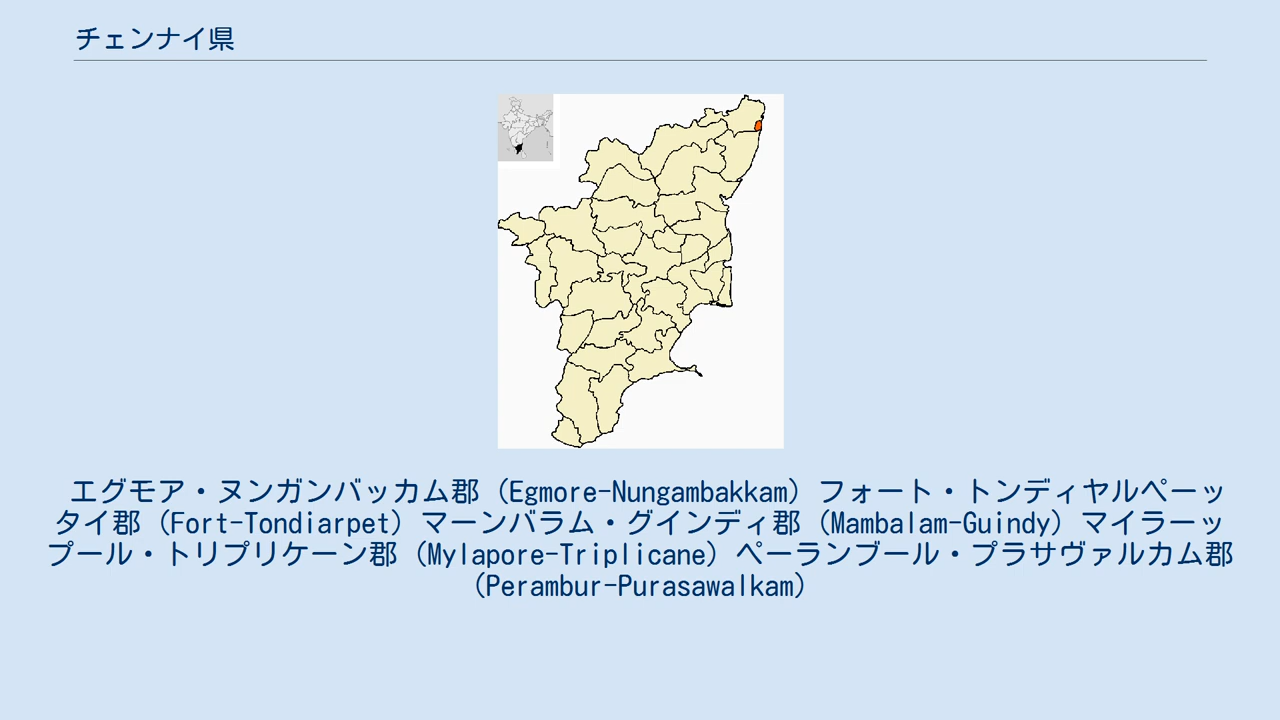 チェンナイ県
エグモア・ヌンガンバッカム郡（Egmore-Nungambakkam）フォート・トンディヤルペーッ
タイ郡（Fort-Tondiarpet）マーンバラム・グインディ郡（Mambalam-Guindy）マイラーッ
プール・トリプリケーン郡（Mylapore-Triplicane）ペーランブール・プラサヴァルカム郡
（Perambur-Purasawalkam）